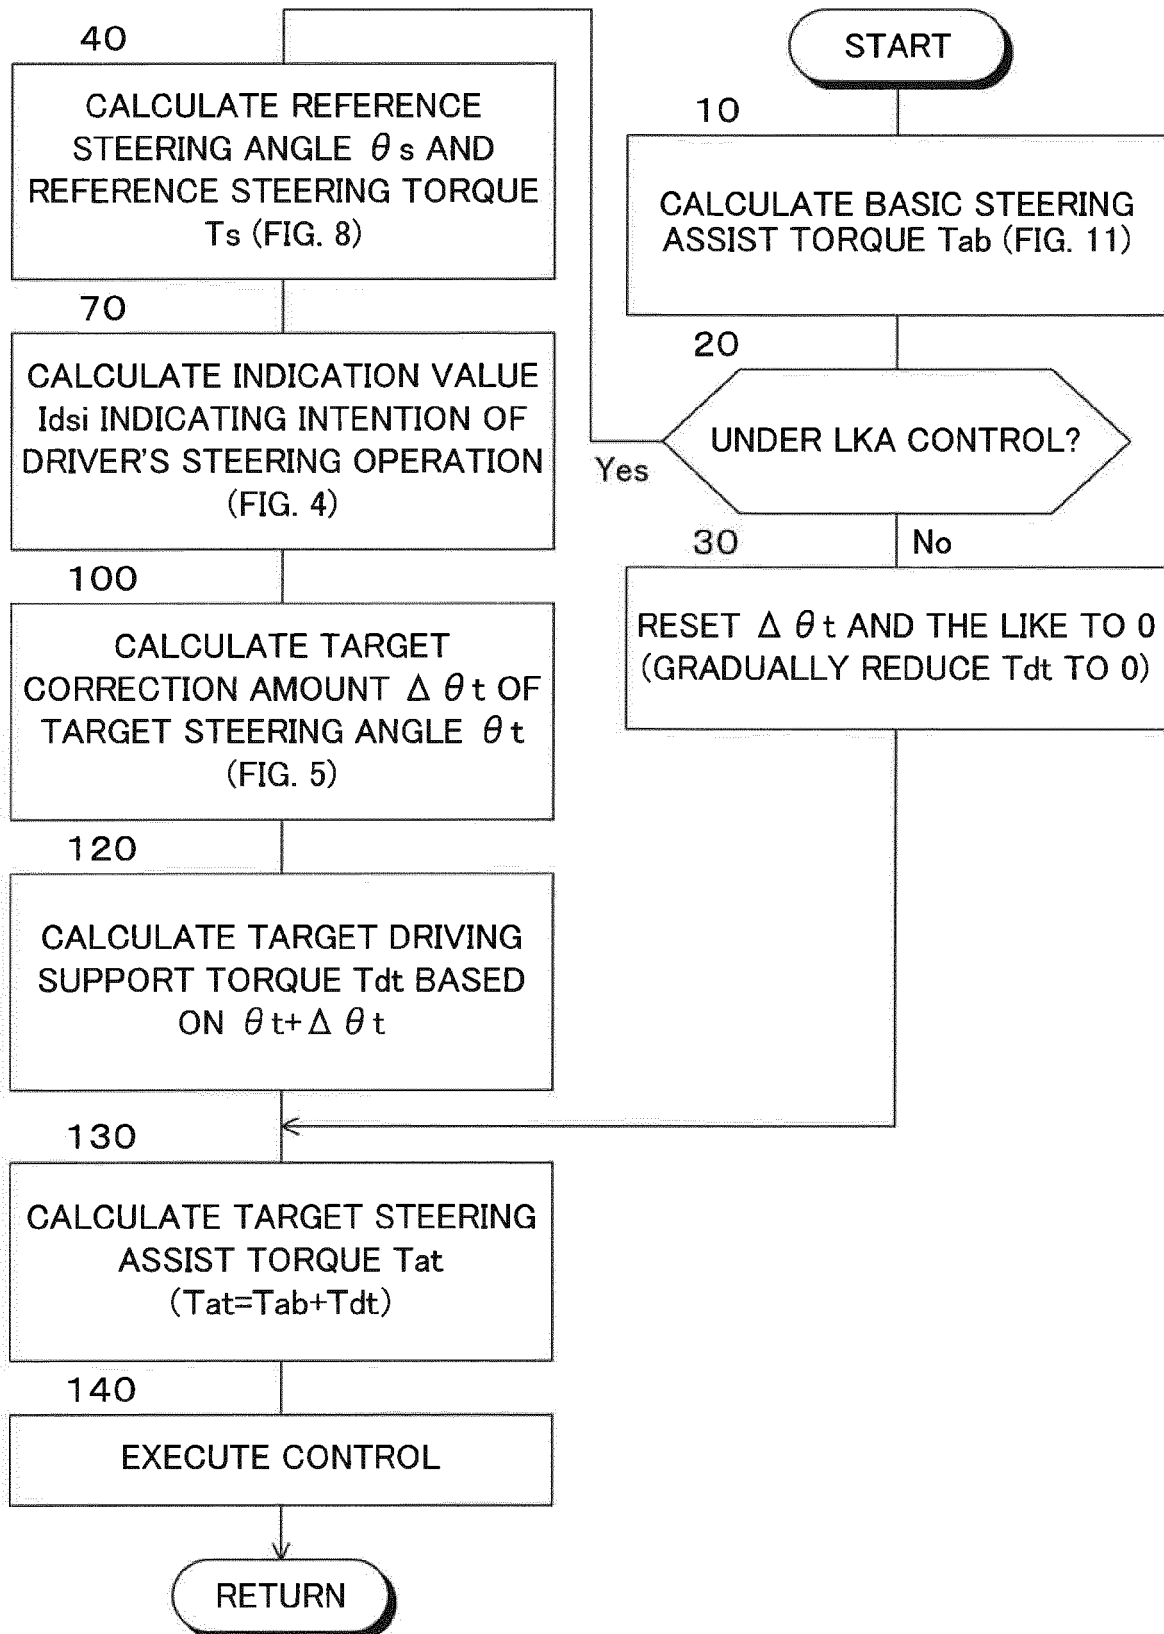 START
10
CALCULATE BASIC STEERING
ASSIST TORQUE Tab (FIG. 11)
20
UNDER LKA CONTROL?
Yes
No
30
RESET Δθt AND THE LIKE TO 0
(GRADUALLY REDUCE Tdt TO 0)
40
CALCULATE REFERENCE
STEERING ANGLE θs AND
REFERENCE STEERING TORQUE
Ts (FIG. 8)
70
CALCULATE INDICATION VALUE
Idsi INDICATING INTENTION OF
DRIVER'S STEERING OPERATION
(FIG. 4)
100
CALCULATE TARGET
CORRECTION AMOUNT Δθt OF
TARGET STEERING ANGLE θt
(FIG. 5)
120
CALCULATE TARGET DRIVING
SUPPORT TORQUE Tdt BASED
ON θt+Δθt
130
CALCULATE TARGET STEERING
ASSIST TORQUE Tat
(Tat=Tab+Tdt)
140
EXECUTE CONTROL
RETURN